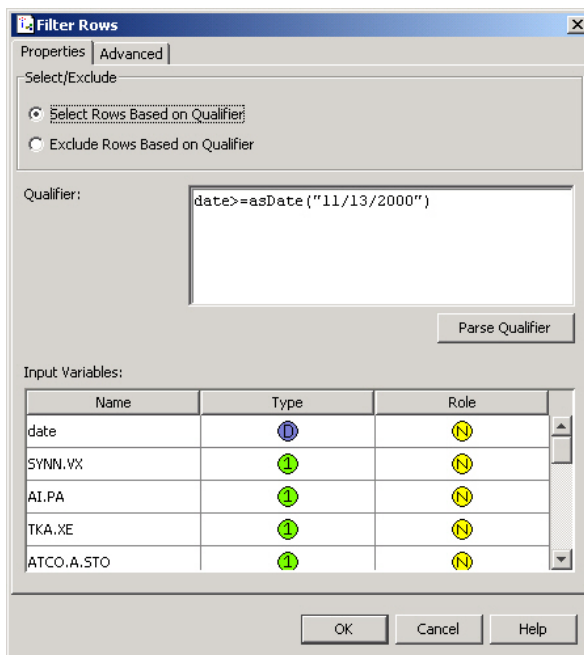 Filter Rows
Properties Advanced
Select/Exclude
Select Rows Based on Qualifier
Exclude Rows Based on Qualifier
Qualifier:
date>=asDate("11/13/2000")
Parse Qualifier
Input Variables:
Name Type Role
date D N
SYNN.VX 1 N
AI.PA 1 N
TKA.XE 1 N
ATCO.A.STO 1 N
OK Cancel Help